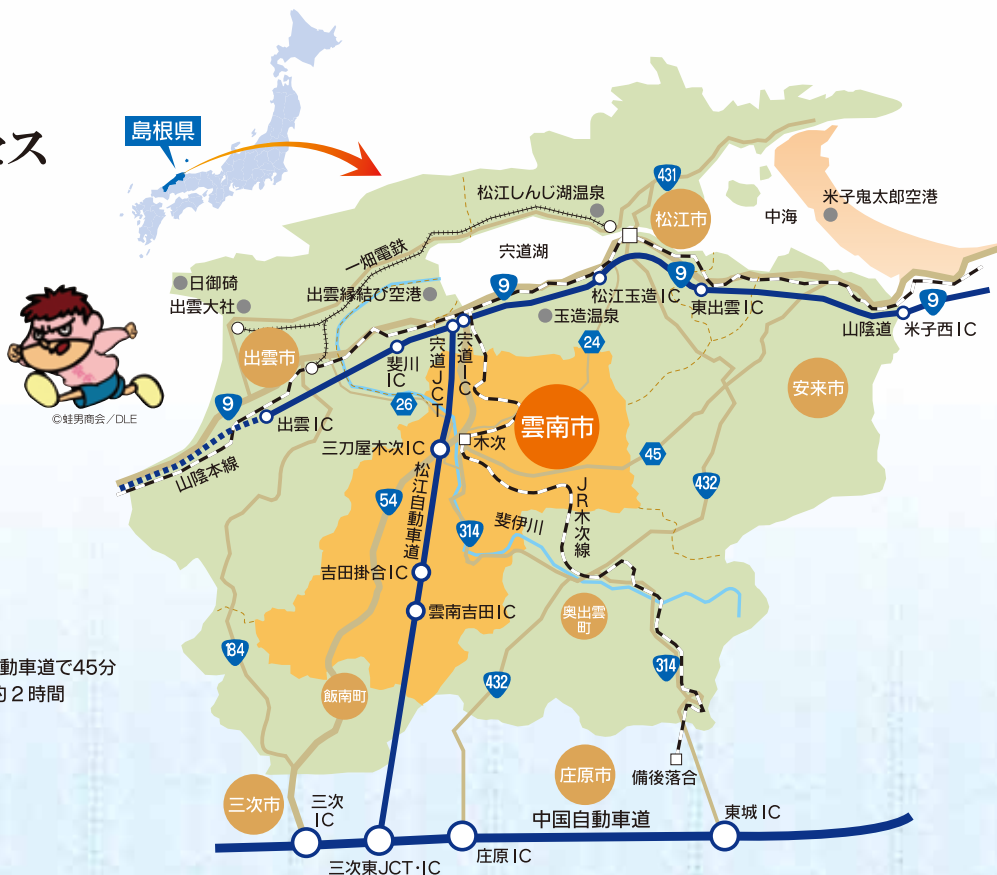 セス
島根県
431
松江しんじ湖温泉
松江市
米子鬼太郎空港
中海
宍道湖
一畑電鉄
日御碕
出雲大社
出雲縁結び空港
9
9
松江玉造IC
東出雲IC
9
山陰道
米子西IC
玉造温泉
24
宍道JCT
宍道IC
斐川
IC
出雲市
安来市
©蛙男商会/DLE
9
26
出雲IC
雲南市
三刀屋木次IC
木次
45
山陰本線
松江自動車道
432
54
JR木次線
314
斐伊川
吉田掛合IC
雲南吉田IC
奥出雲
町
184
動車道で45分
約2時間
314
432
飯南町
備後落合
庄原市
三次市
三次
IC
中国自動車道
東城IC
庄原IC
三次東JCT・IC